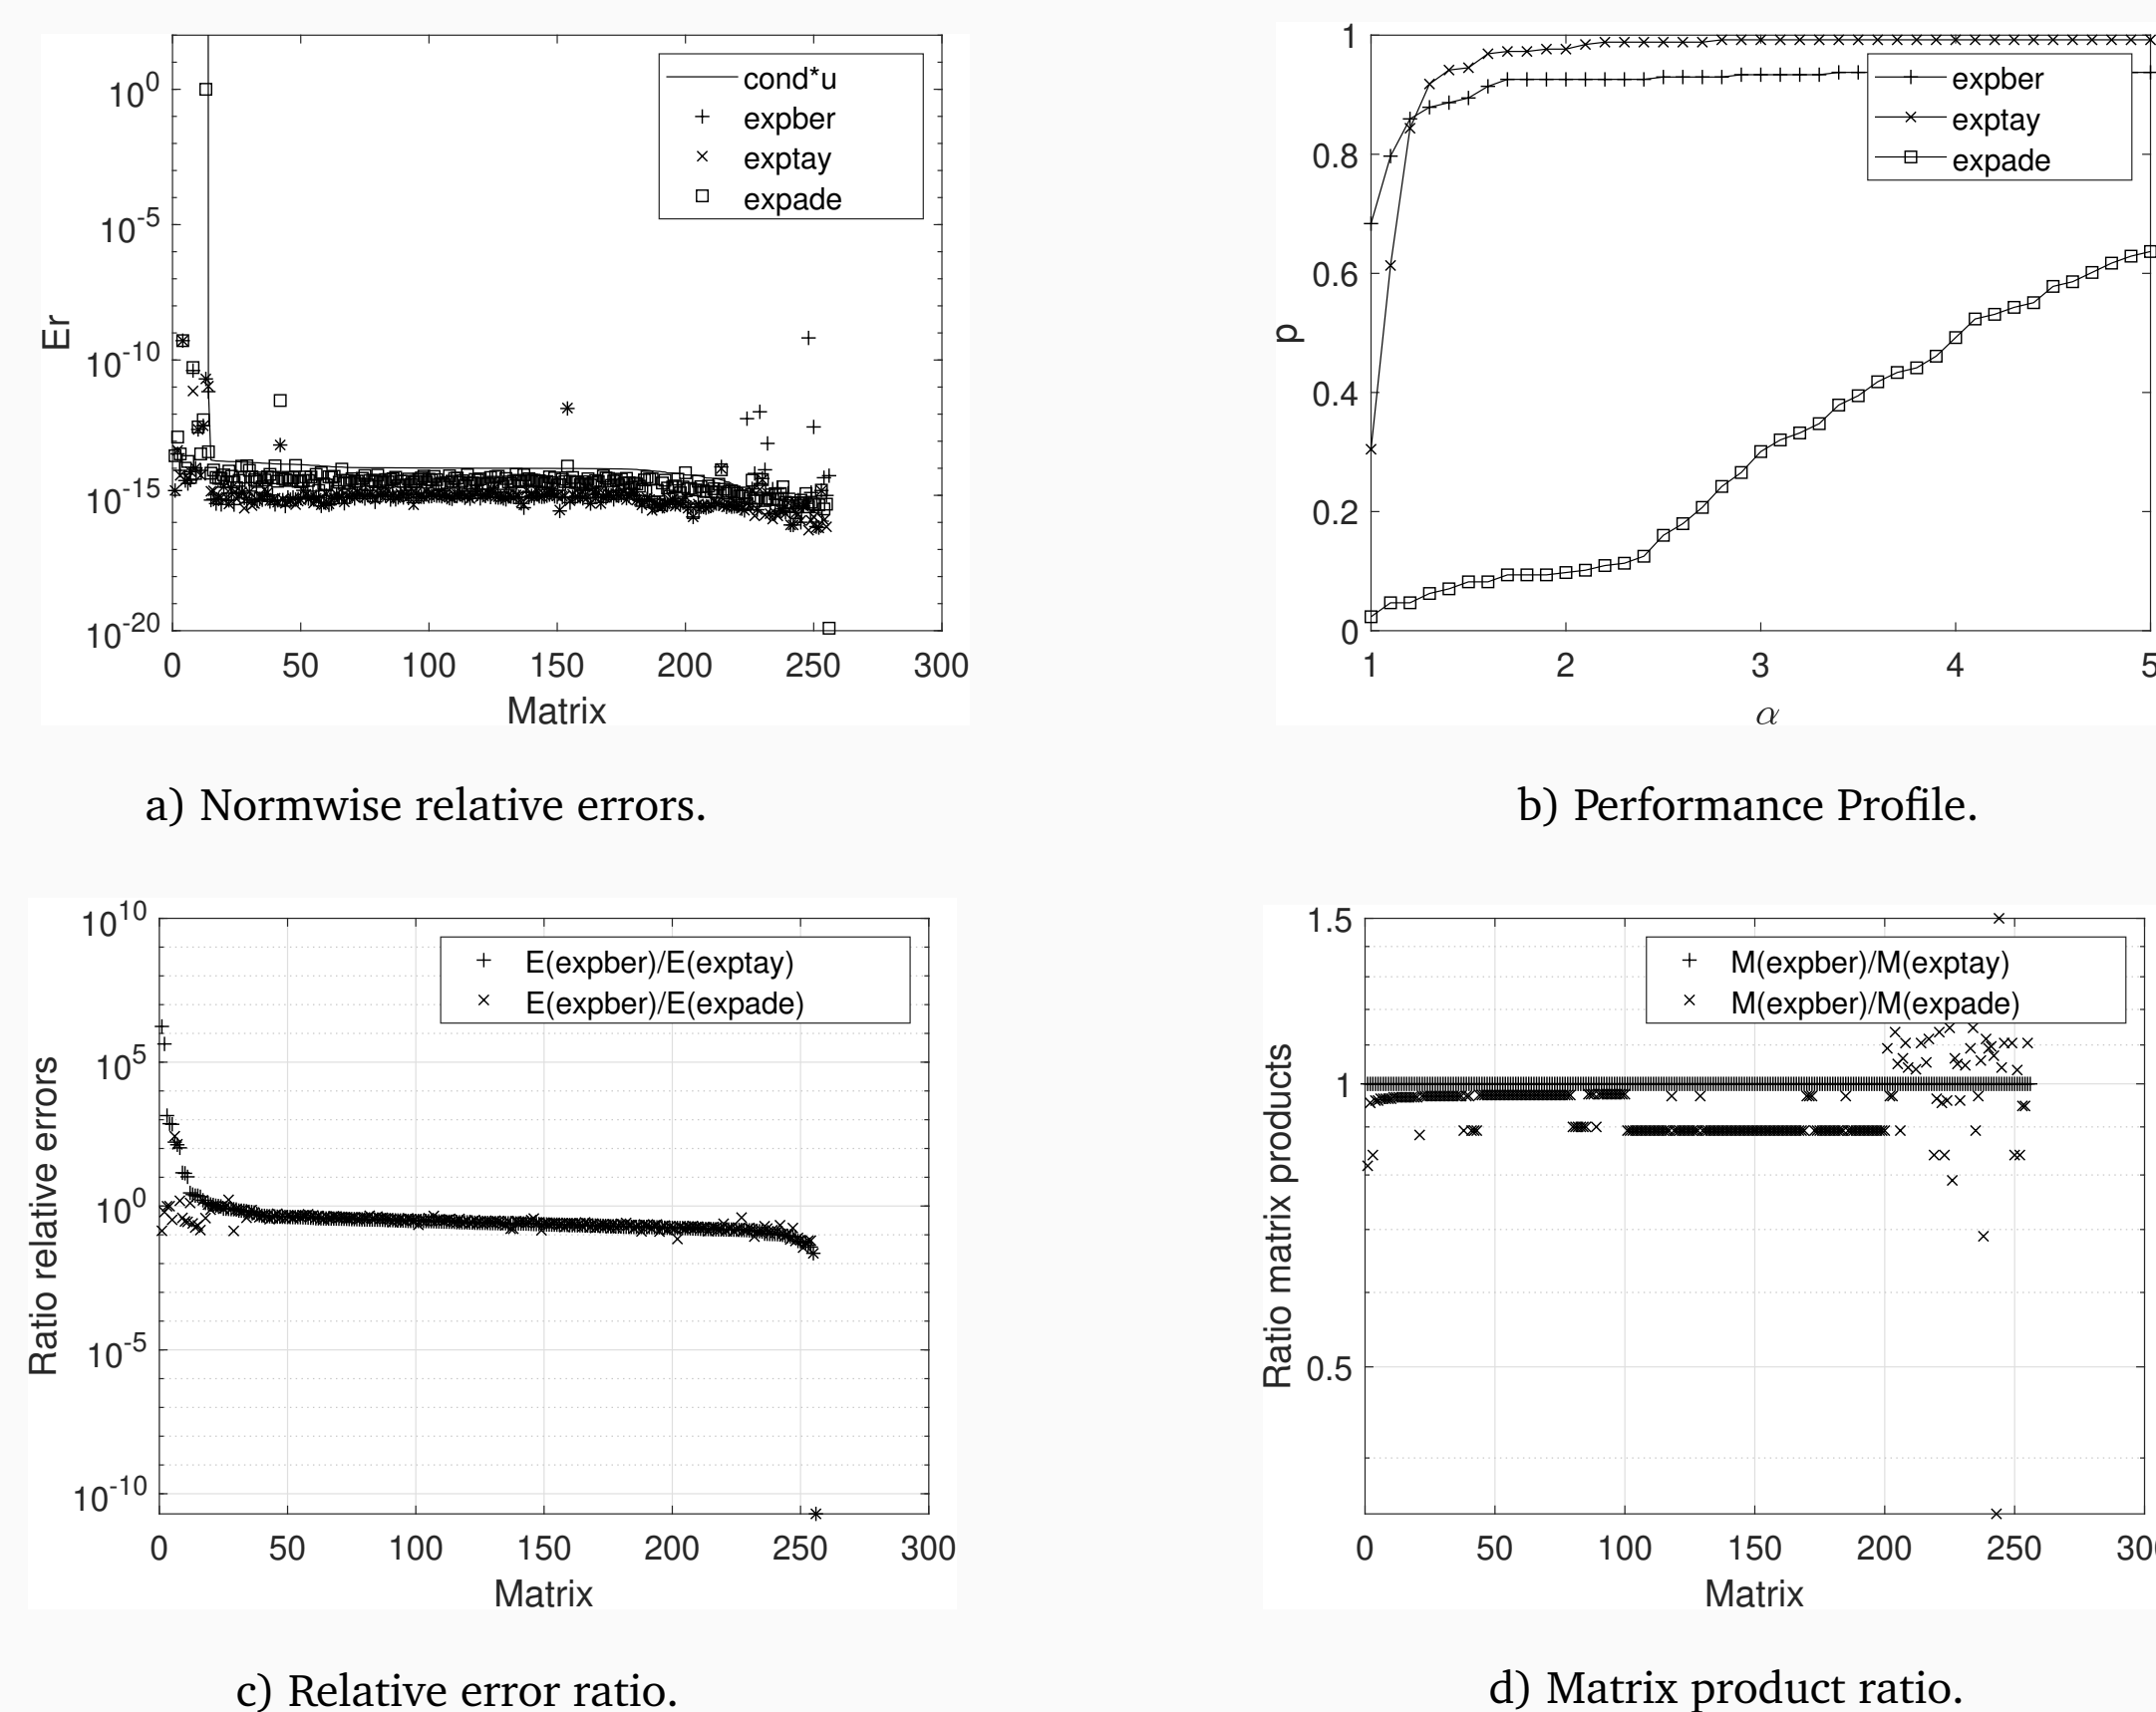 10^0
10^-5
10^-10
10^-15
10^-20
Er
cond*u
expber
exptay
expade
0 50 100 150 200 250 300
Matrix
a) Normwise relative errors.
1
0.8
0.6
0.4
0.2
0
p
expber
exptay
expade
1 2 3 4 5
α
b) Performance Profile.
10^10
10^5
10^0
10^-5
10^-10
Ratio relative errors
E(expber)/E(exptay)
E(expber)/E(expade)
0 50 100 150 200 250 300
Matrix
c) Relative error ratio.
1.5
1
0.5
Ratio matrix products
M(expber)/M(exptay)
M(expber)/M(expade)
0 50 100 150 200 250 30
Matrix
d) Matrix product ratio.